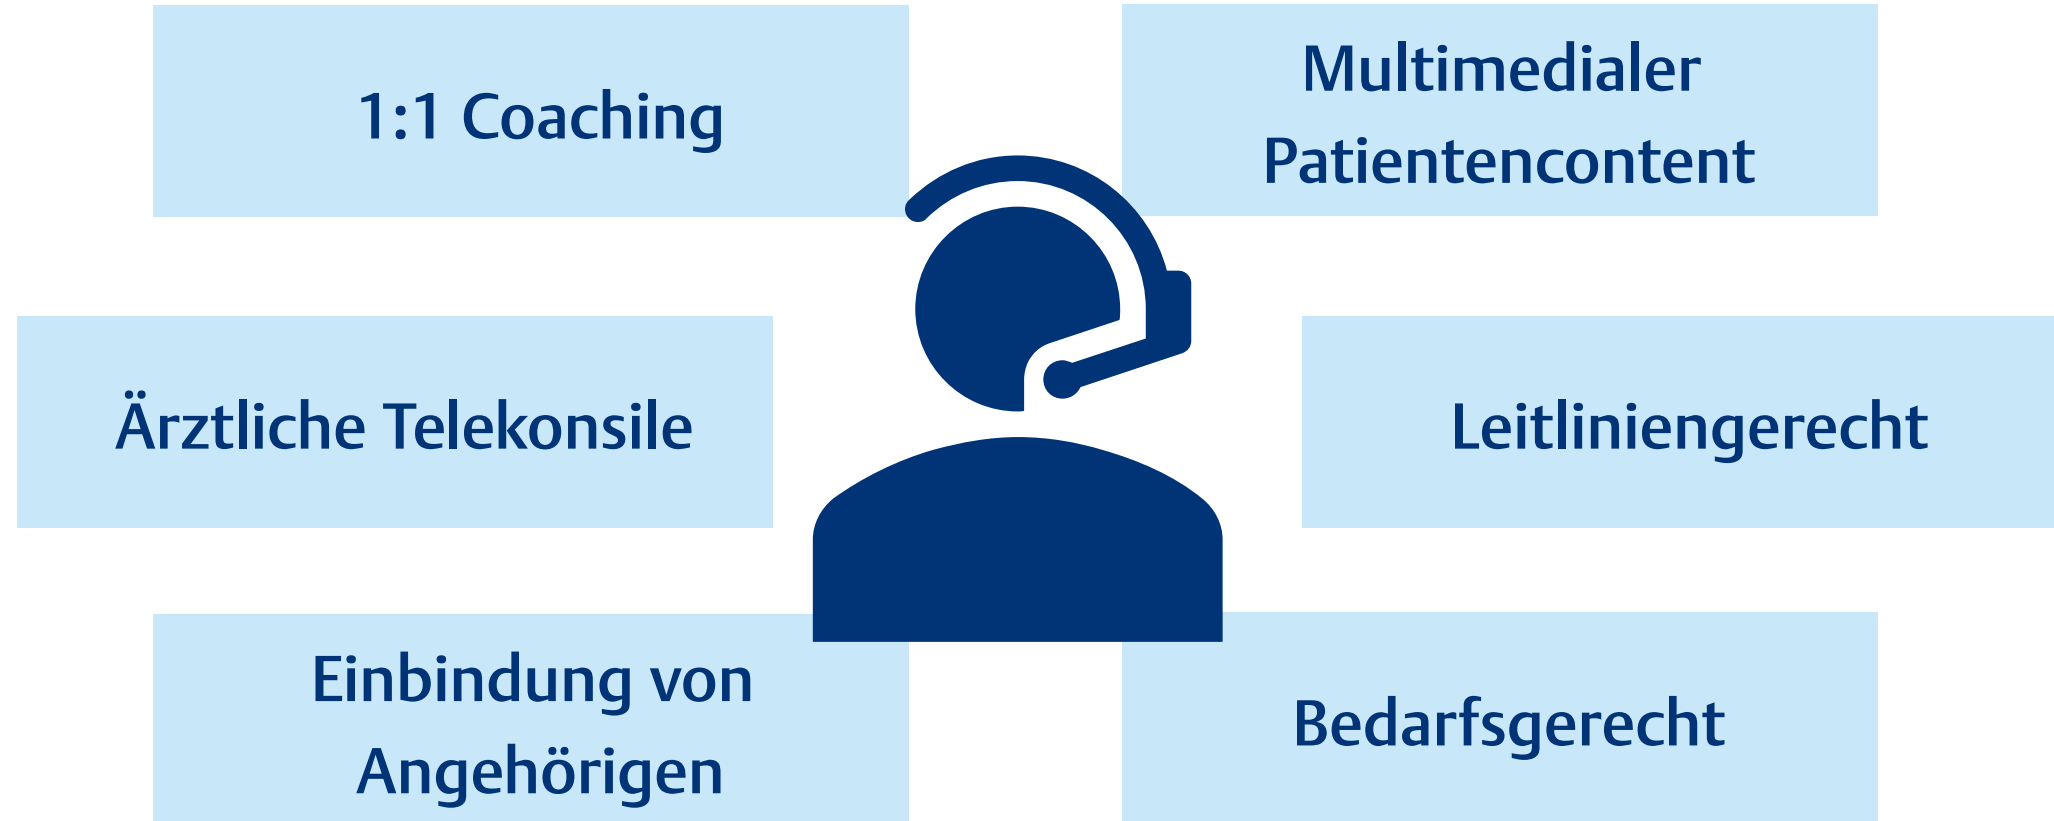 1:1 Coaching
Multimedialer
Patientencontent
Ärztliche Telekonsile
Leitliniengerecht
Einbindung von
Angehörigen
Bedarfsgerecht